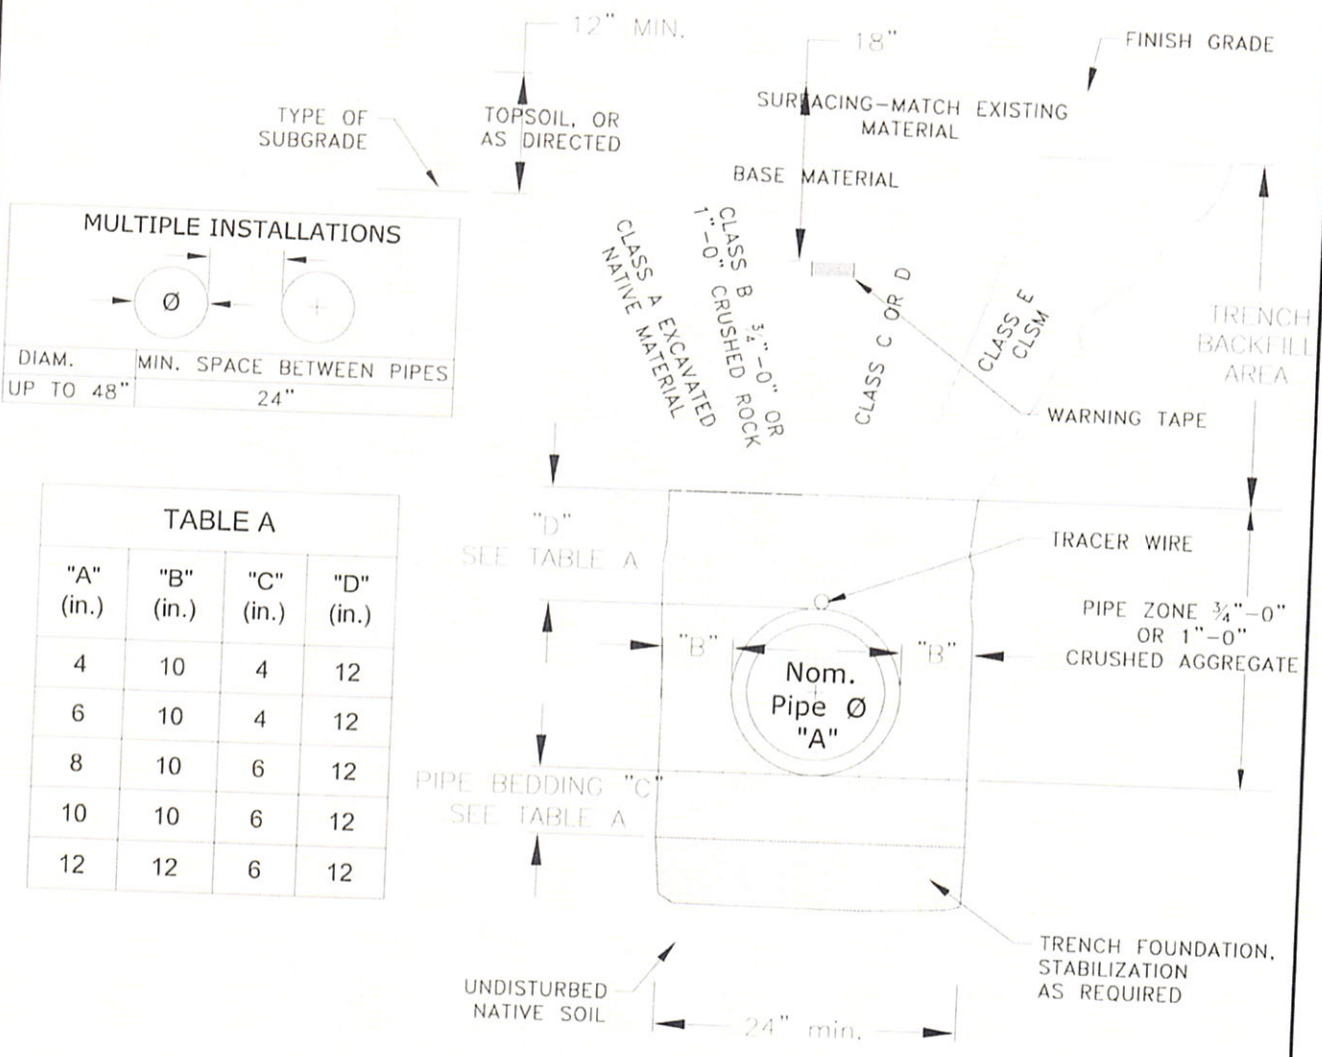 12" MIN.
18"
FINISH GRADE
TYPE OF
SUBGRADE
TOPSOIL, OR
AS DIRECTED
SURFACING-MATCH EXISTING
MATERIAL
BASE MATERIAL
MULTIPLE INSTALLATIONS
Ø
DIAM.
MIN. SPACE BETWEEN PIPES
UP TO 48"
24"
CLASS A EXCAVATED
NATIVE MATERIAL
CLASS B ¾"-0" OR
1"-0" CRUSHED ROCK
CLASS C OR D
CLASS E
CLSM
TRENCH
BACKFILL
AREA
WARNING TAPE
TABLE A
"A" "B" "C" "D"
(in.) (in.) (in.) (in.)
4 10 4 12
6 10 4 12
8 10 6 12
10 10 6 12
12 12 6 12
"D"
SEE TABLE A
TRACER WIRE
PIPE ZONE ¾"-0"
OR 1"-0"
CRUSHED AGGREGATE
"B"
"B"
Nom.
Pipe Ø
"A"
PIPE BEDDING "C"
SEE TABLE A
TRENCH FOUNDATION,
STABILIZATION
AS REQUIRED
UNDISTURBED
NATIVE SOIL
24" min.